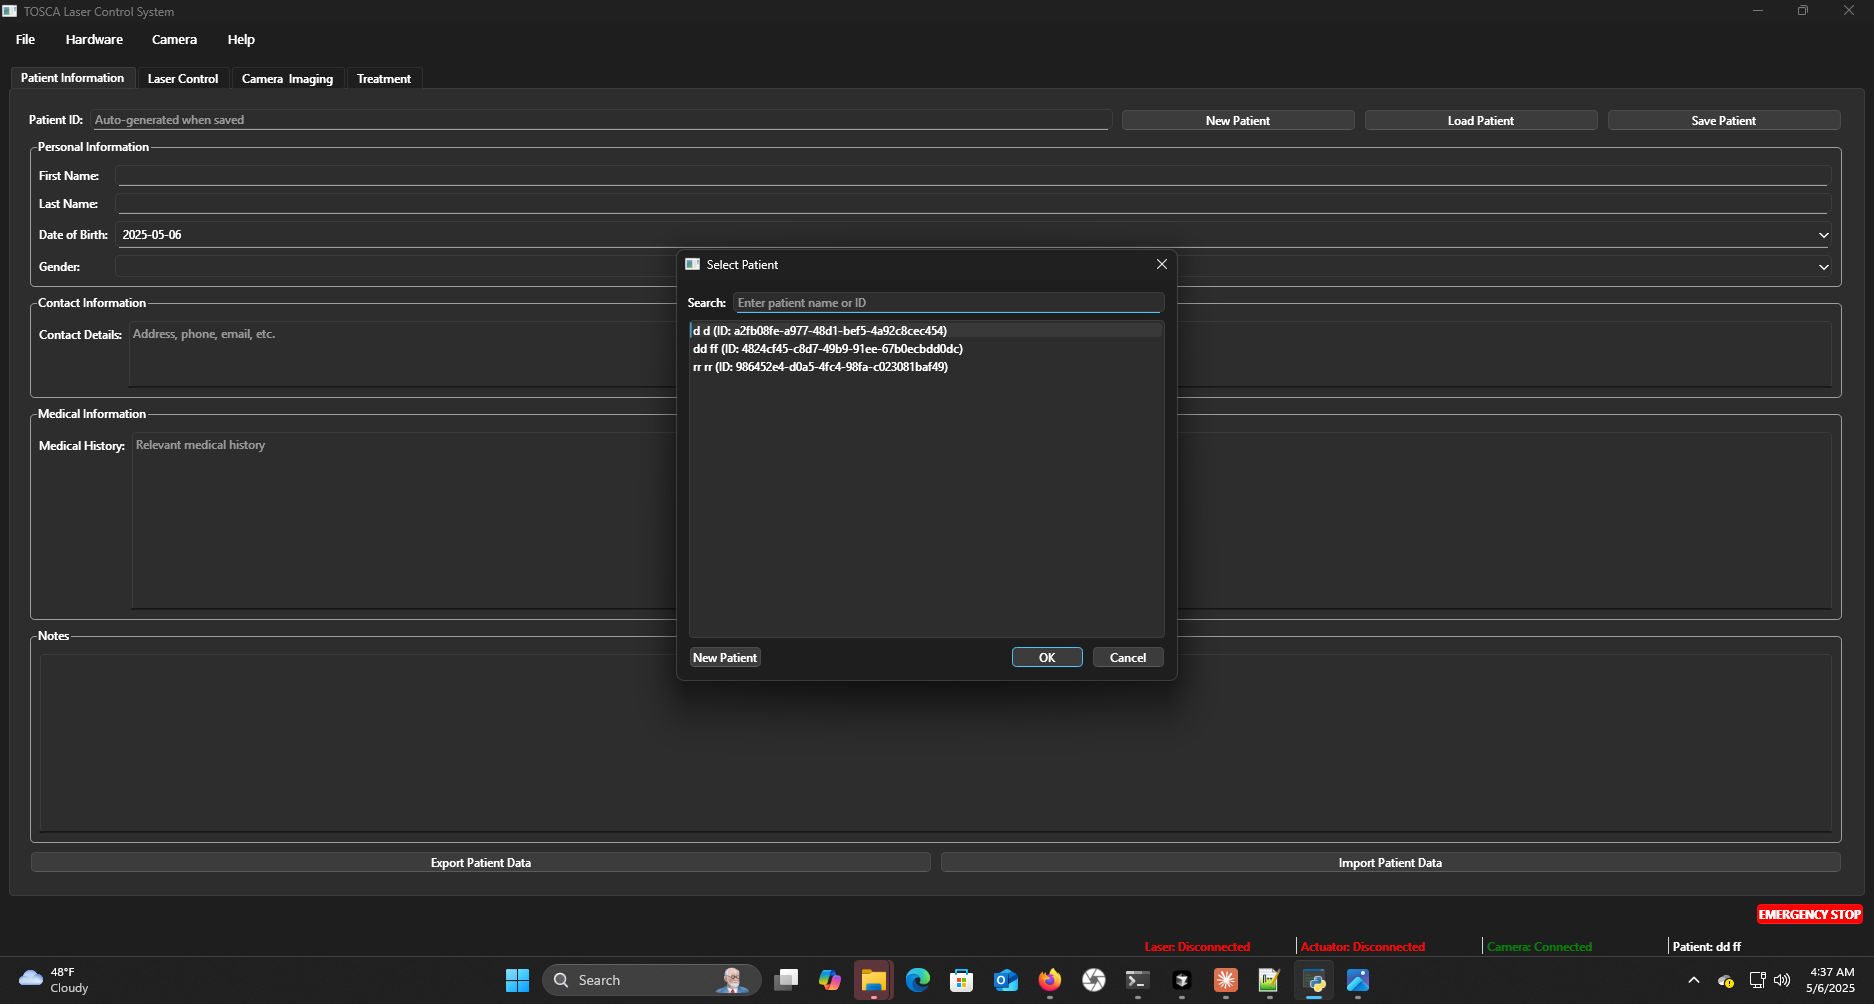 TOSCA Laser Control System
File Hardware Camera Help
Patient Information Laser Control Camera Imaging Treatment
Patient ID: Auto-generated when saved New Patient Load Patient Save Patient
Personal Information
First Name:
Last Name:
Date of Birth: 2025-05-06
Gender:
Contact Information
Contact Details: Address, phone, email, etc.
Medical Information
Medical History: Relevant medical history
Notes
Select Patient
Search: Enter patient name or ID
d d (ID: a2fb08fe-a977-48d1-bef5-4a92c8cec454)
dd ff (ID: 4824cf45-c8d7-49b9-91ee-67b0ecbdd0dc)
rr rr (ID: 986452e4-d0a5-4fc4-98fa-c023081baf49)
New Patient OK Cancel
Export Patient Data Import Patient Data
EMERGENCY STOP
Laser: Disconnected Actuator: Disconnected Camera: Connected Patient: dd ff
48°F
Cloudy
Search
4:37 AM
5/6/2025